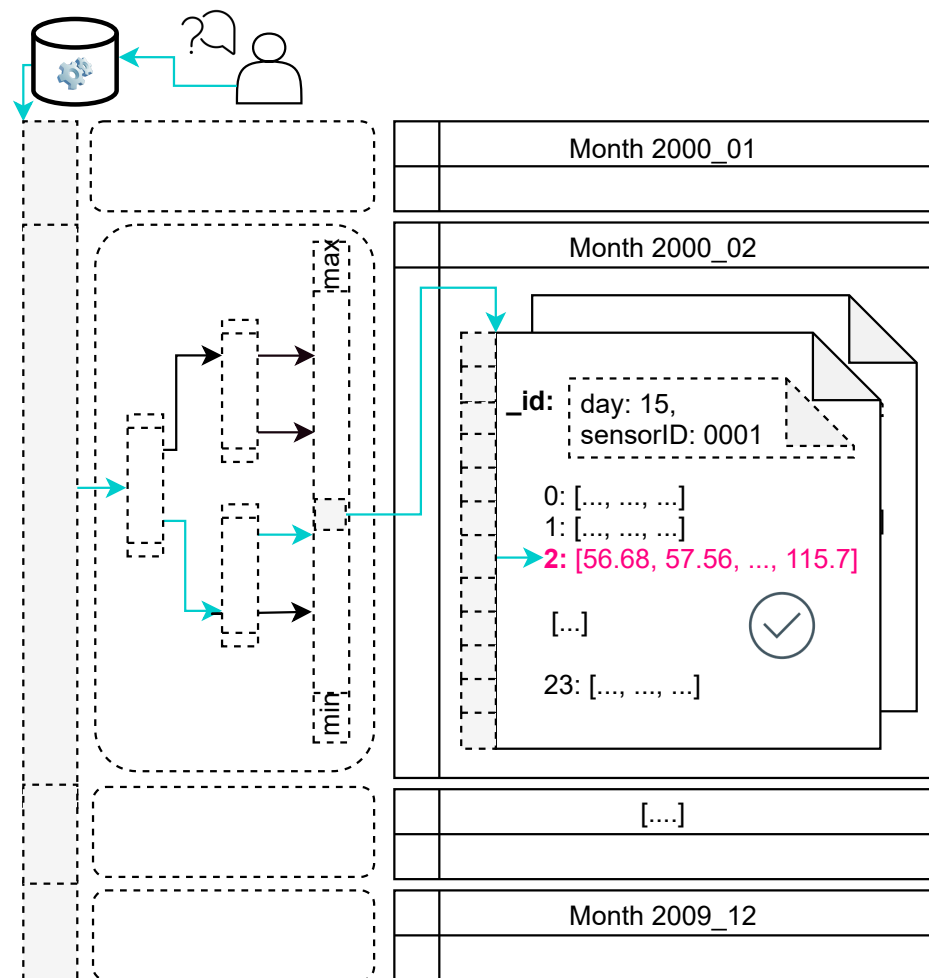 Month 2000_01
Month 2000_02
max
min
_id:
day: 15,
sensorID: 0001
0: [..., ..., ...]
1: [..., ..., ...]
2: [56.68, 57.56, ..., 115.7]
[...]
23: [..., ..., ...]
[....]
Month 2009_12